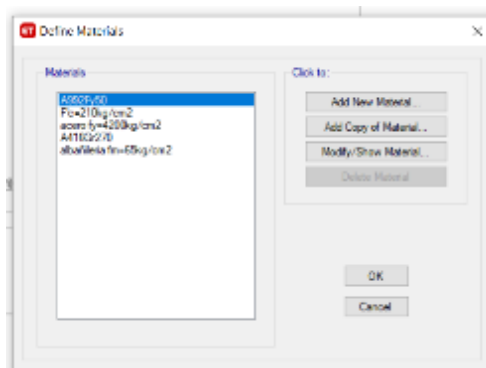 Define Materials
Materials
A992Fy50
F'c=210kg/cm2
acero fy=4200kg/cm2
A416Gr270
albañileria fm=65kg/cm2
Click to:
Add New Material...
Add Copy of Material...
Modify/Show Material...
Delete Material
OK
Cancel